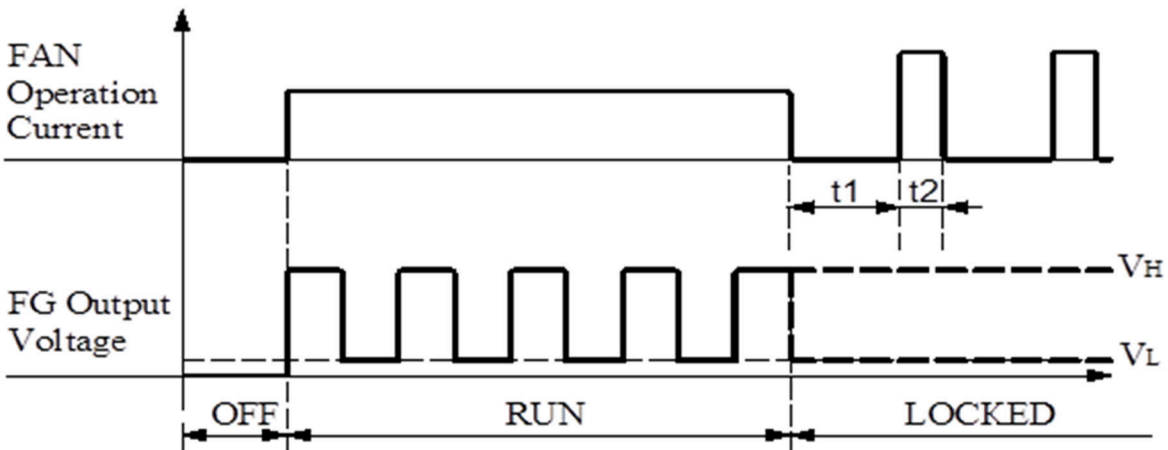 FAN
Operation
Current
t1
t2
VH
FG Output
Voltage
VL
OFF
RUN
LOCKED